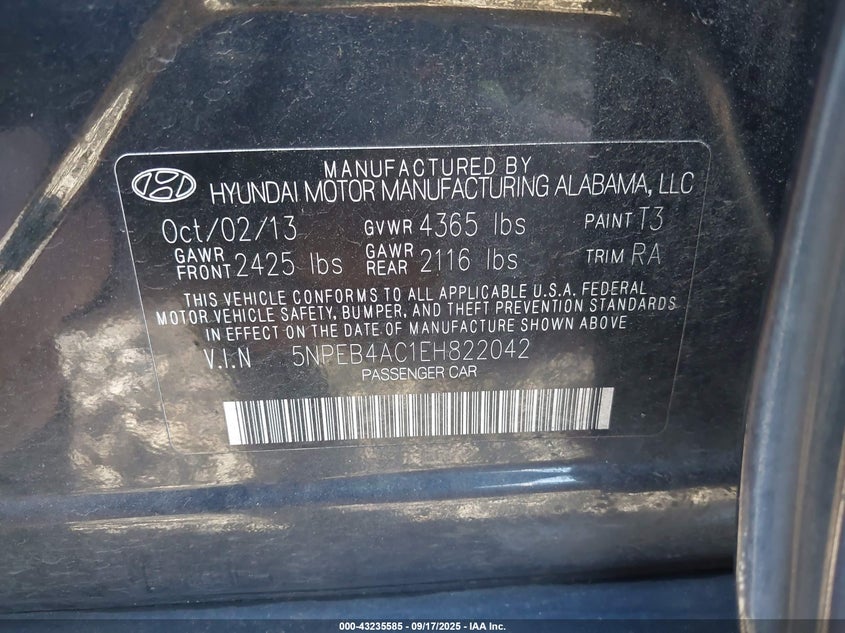 MANUFACTURED BY
HYUNDAI MOTOR MANUFACTURING ALABAMA, LLC
Oct/02/13 GVWR 4365 lbs PAINT T3
GAWR FRONT 2425 lbs GAWR REAR 2116 lbs TRIM RA
THIS VEHICLE CONFORMS TO ALL APPLICABLE U.S.A. FEDERAL
MOTOR VEHICLE SAFETY, BUMPER, AND THEFT PREVENTION STANDARDS
IN EFFECT ON THE DATE OF MANUFACTURE SHOWN ABOVE
V.I.N 5NPEB4AC1EH822042
PASSENGER CAR
000-43235585 - 09/17/2025 - IAA Inc.